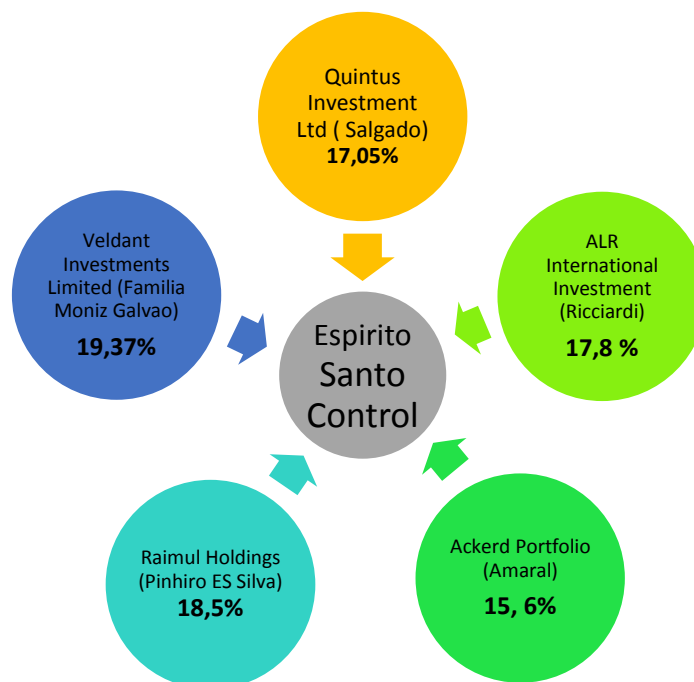 Quintus
Investment
Ltd ( Salgado)
17,05%
Veldant
Investments
Limited (Familia
Moniz Galvao)
19,37%
ALR
International
Investment
(Ricciardi)
17,8 %
Espirito
Santo
Control
Raimul Holdings
(Pinhiro ES Silva)
18,5%
Ackerd Portfolio
(Amaral)
15, 6%